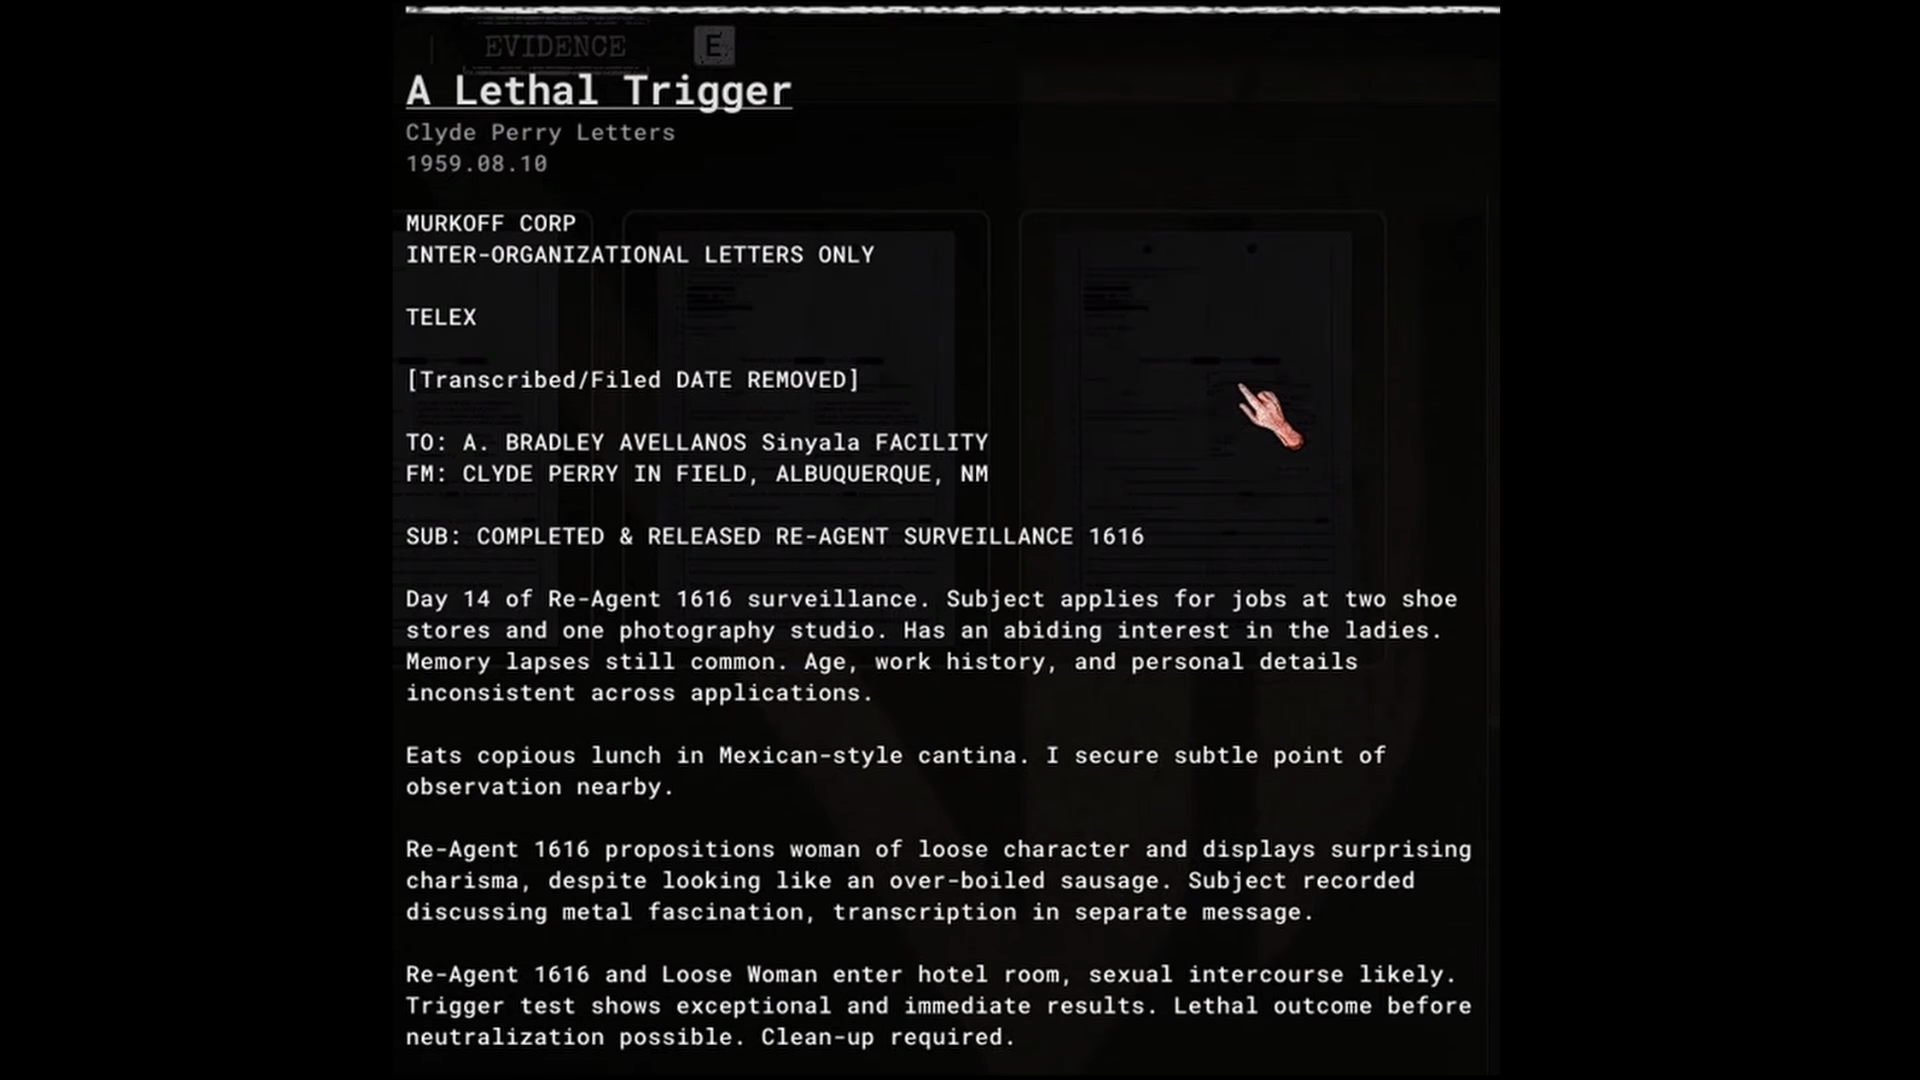 EVIDENCE E
A Lethal Trigger
Clyde Perry Letters
1959.08.10
MURKOFF CORP
INTER-ORGANIZATIONAL LETTERS ONLY
TELEX
[Transcribed/Filed DATE REMOVED]
TO: A. BRADLEY AVELLANOS Sinyala FACILITY
FM: CLYDE PERRY IN FIELD, ALBUQUERQUE, NM
SUB: COMPLETED & RELEASED RE-AGENT SURVEILLANCE 1616
Day 14 of Re-Agent 1616 surveillance. Subject applies for jobs at two shoe
stores and one photography studio. Has an abiding interest in the ladies.
Memory lapses still common. Age, work history, and personal details
inconsistent across applications.
Eats copious lunch in Mexican-style cantina. I secure subtle point of
observation nearby.
Re-Agent 1616 propositions woman of loose character and displays surprising
charisma, despite looking like an over-boiled sausage. Subject recorded
discussing metal fascination, transcription in separate message.
Re-Agent 1616 and Loose Woman enter hotel room, sexual intercourse likely.
Trigger test shows exceptional and immediate results. Lethal outcome before
neutralization possible. Clean-up required.